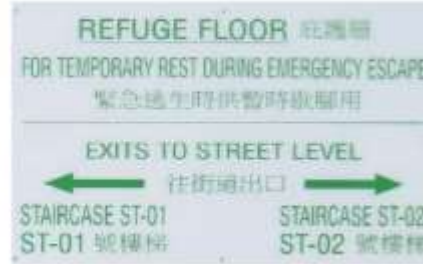 REFUGE FLOOR 庇護層
FOR TEMPORARY REST DURING EMERGENCY ESCAPE
緊急逃生時供暫時歇腳用
EXITS TO STREET LEVEL
往街道出口
STAIRCASE ST-01 STAIRCASE ST-02
ST-01 號樓梯 ST-02 號樓梯